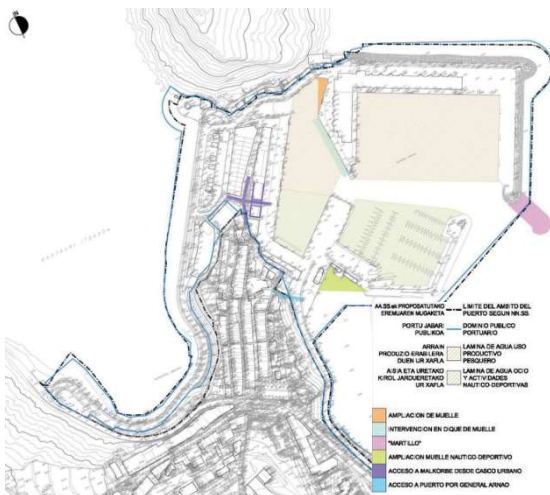 AA.SS.ek PROPOSATUTAKO
EREMUAREN MUGAKETA
LIMITE DEL AMBITO DEL
PUERTO SEGUN NN.SS.
PORTU JABARI
PUBLIKOA
DOMINIO PUBLICO
PORTUARIO
ARRAIN
PRODUZIO-ERABILERA
DUEN UR XAFLA
LAMINA DE AGUA USO
PRODUCTIVO
PESQUERO
AISIA ETA URETAKO
KIROL JARDUERETAKO
UR XAFLA
LAMINA DE AGUA OCIO
Y ACTIVIDADES
NAUTICO-DEPORTIVAS
AMPLIACION DE MUELLE
INTERVENCION EN DIQUE DE MUELLE
"MARTILLO"
AMPLIACION MUELLE NAUTICO-DEPORTIVO
ACCESO A MALKORBE DESDE CASCO URBANO
ACCESO A PUERTO POR GENERAL ARNAO